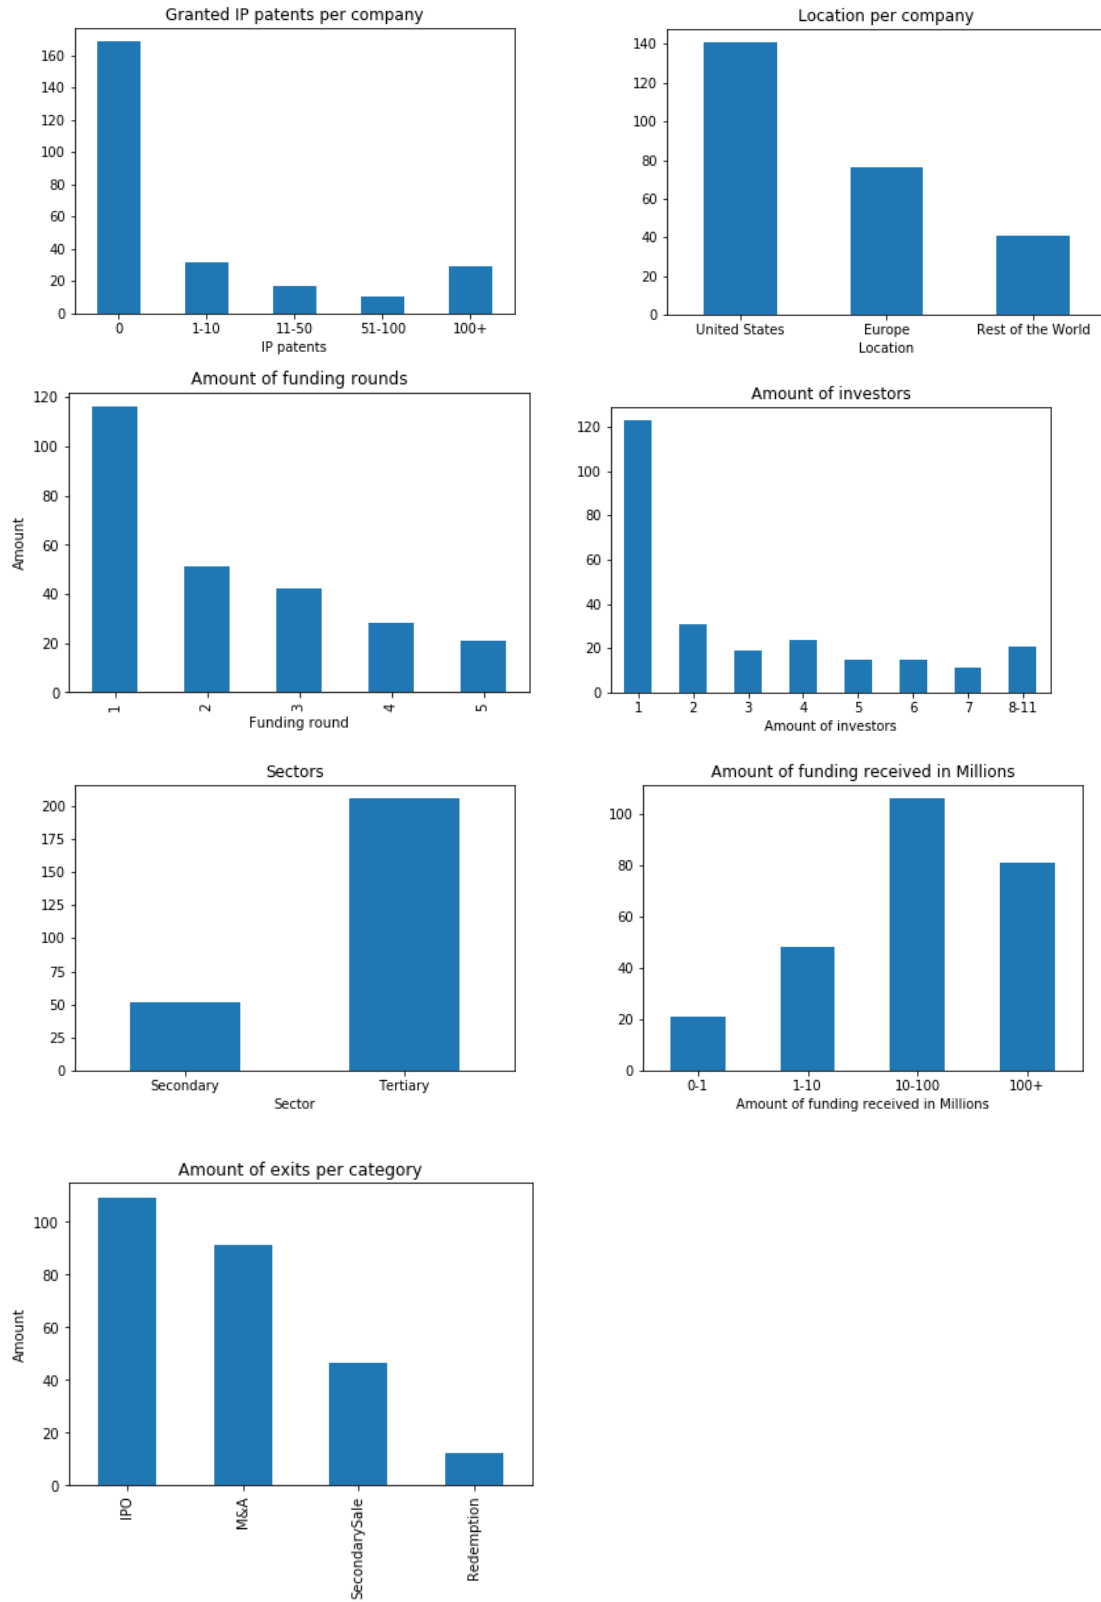 Granted IP patents per company
160
140
120
100
80
60
40
20
0
0 1-10 11-50 51-100 100+
IP patents
Location per company
140
120
100
80
60
40
20
0
United States Europe Rest of the World
Location
Amount of funding rounds
Amount
120
100
80
60
40
20
0
1 2 3 4 5
Funding round
Amount of investors
120
100
80
60
40
20
0
1 2 3 4 5 6 7 8-11
Amount of investors
Sectors
200
175
150
125
100
75
50
25
0
Secondary Tertiary
Sector
Amount of funding received in Millions
100
80
60
40
20
0
0-1 1-10 10-100 100+
Amount of funding received in Millions
Amount of exits per category
Amount
100
80
60
40
20
0
IPO M&A SecondarySale Redemption